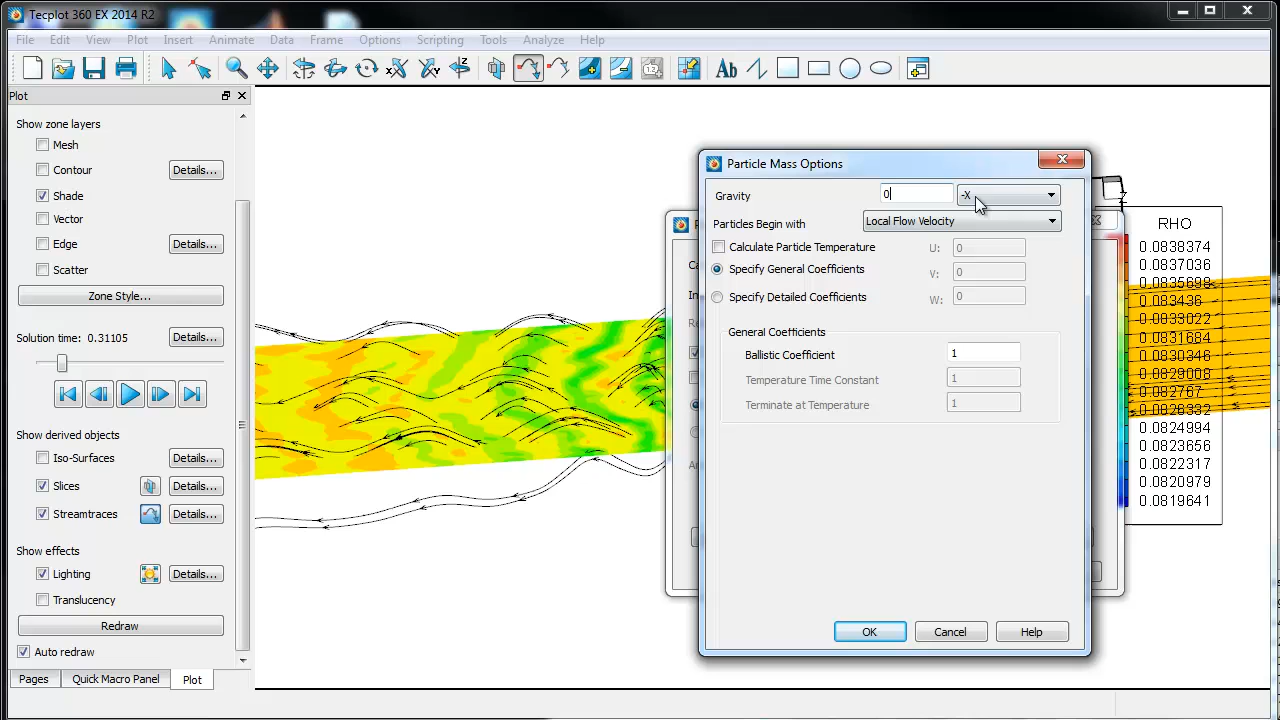 Tecplot 360 EX 2014 R2
File Edit View Plot Insert Animate Data Frame Options Scripting Tools Analyze Help
Ab
Plot
Show zone layers
Mesh
Contour Details...
Shade
Vector
Edge Details...
Scatter
Zone Style...
Solution time: 0.31105 Details...
Show derived objects
Iso-Surfaces Details...
Slices Details...
Streamtraces Details...
Show effects
Lighting Details...
Translucency
Redraw
Auto redraw
Pages Quick Macro Panel Plot
Particle Mass Options
Gravity 0 -X
Particles Begin with Local Flow Velocity
Calculate Particle Temperature U: 0
Specify General Coefficients V: 0
Specify Detailed Coefficients W: 0
General Coefficients
Ballistic Coefficient 1
Temperature Time Constant 1
Terminate at Temperature 1
OK Cancel Help
RHO
0.0838374
0.0837036
0.0835698
0.083436
0.0833022
0.0831684
0.0830346
0.0829008
0.082767
0.0826332
0.0824994
0.0823656
0.0822317
0.0820979
0.0819641